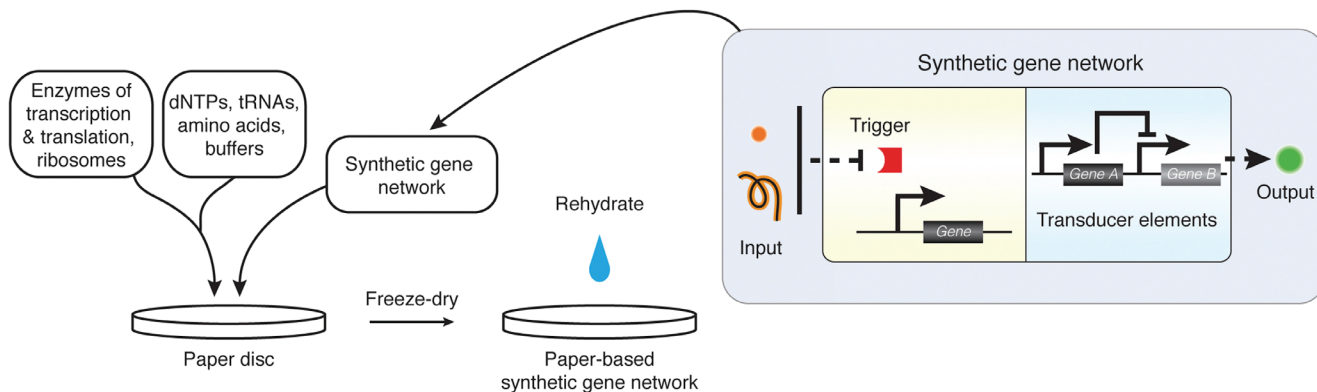 Enzymes of
transcription
& translation,
ribosomes
dNTPs, tRNAs,
amino acids,
buffers
Synthetic gene
network
Paper disc
Freeze-dry
Rehydrate
Paper-based
synthetic gene network
Synthetic gene network
Input
Trigger
Gene
Gene A
Gene B
Transducer elements
Output